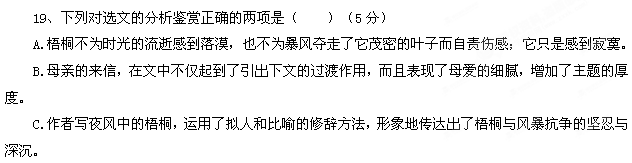 19、下列对选文的分析鉴赏正确的两项是（　　）（5 分）
A.梧桐不为时光的流逝感到落漠，也不为暴风夺走了它茂密的叶子而自责伤感；它只是感到寂寞。
B.母亲的来信，在文中不仅起到了引出下文的过渡作用，而且表现了母爱的细腻，增加了主题的厚
度。
C.作者写夜风中的梧桐，运用了拟人和比喻的修辞方法，形象地传达出了梧桐与风暴抗争的坚忍与
深沉。